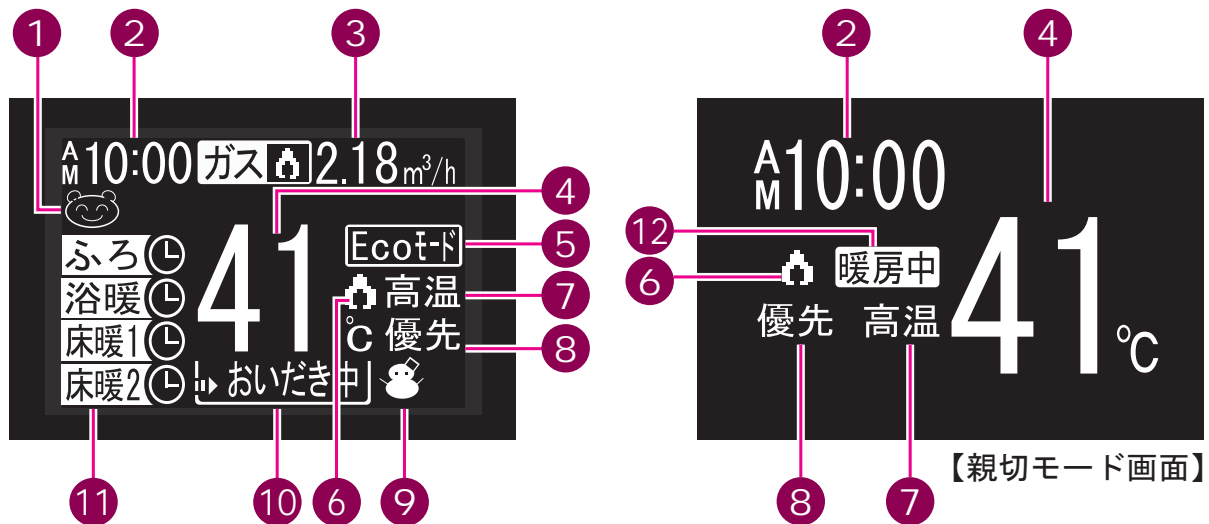 1 2 3 2 4
AM10:00 ガス 2.18m³/h
4
5
Ecoモード
ふろ
浴暖
床暖1
床暖2
41℃
高温
優先
7
8
おいだき中
11 10 6 9
AM10:00
12
6
暖房中
優先 高温
41℃
【親切モード画面】
8 7